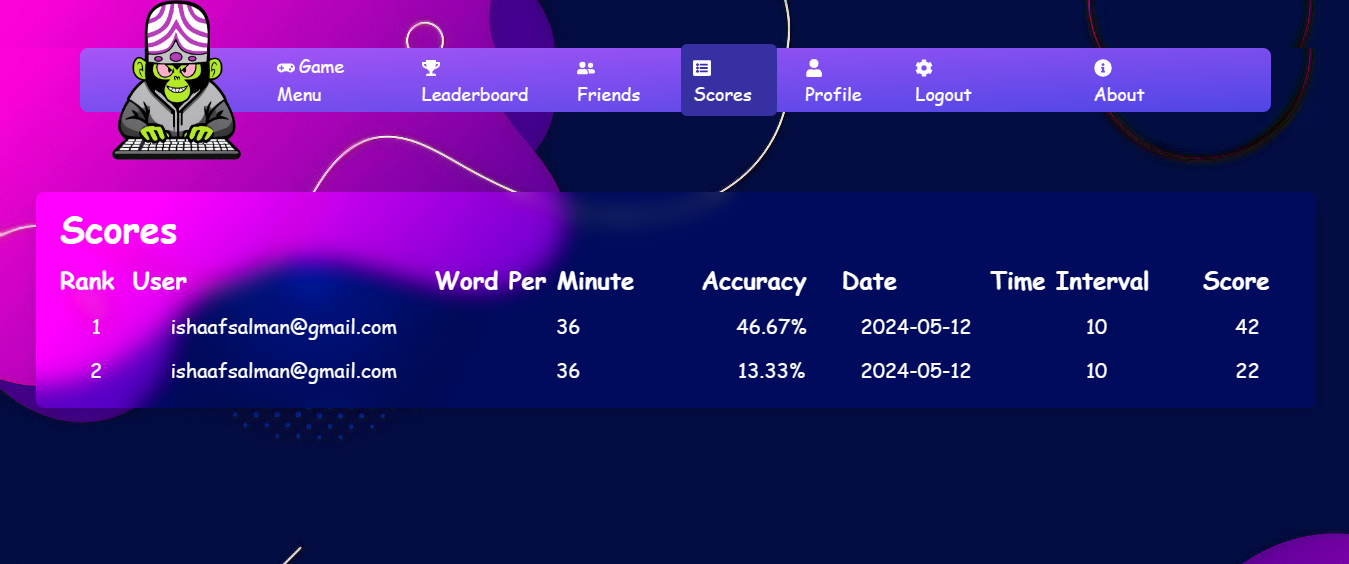 Game Menu
Leaderboard
Friends
Scores
Profile
Logout
About
Scores
Rank User Word Per Minute Accuracy Date Time Interval Score
1 ishaafsalman@gmail.com 36 46.67% 2024-05-12 10 42
2 ishaafsalman@gmail.com 36 13.33% 2024-05-12 10 22